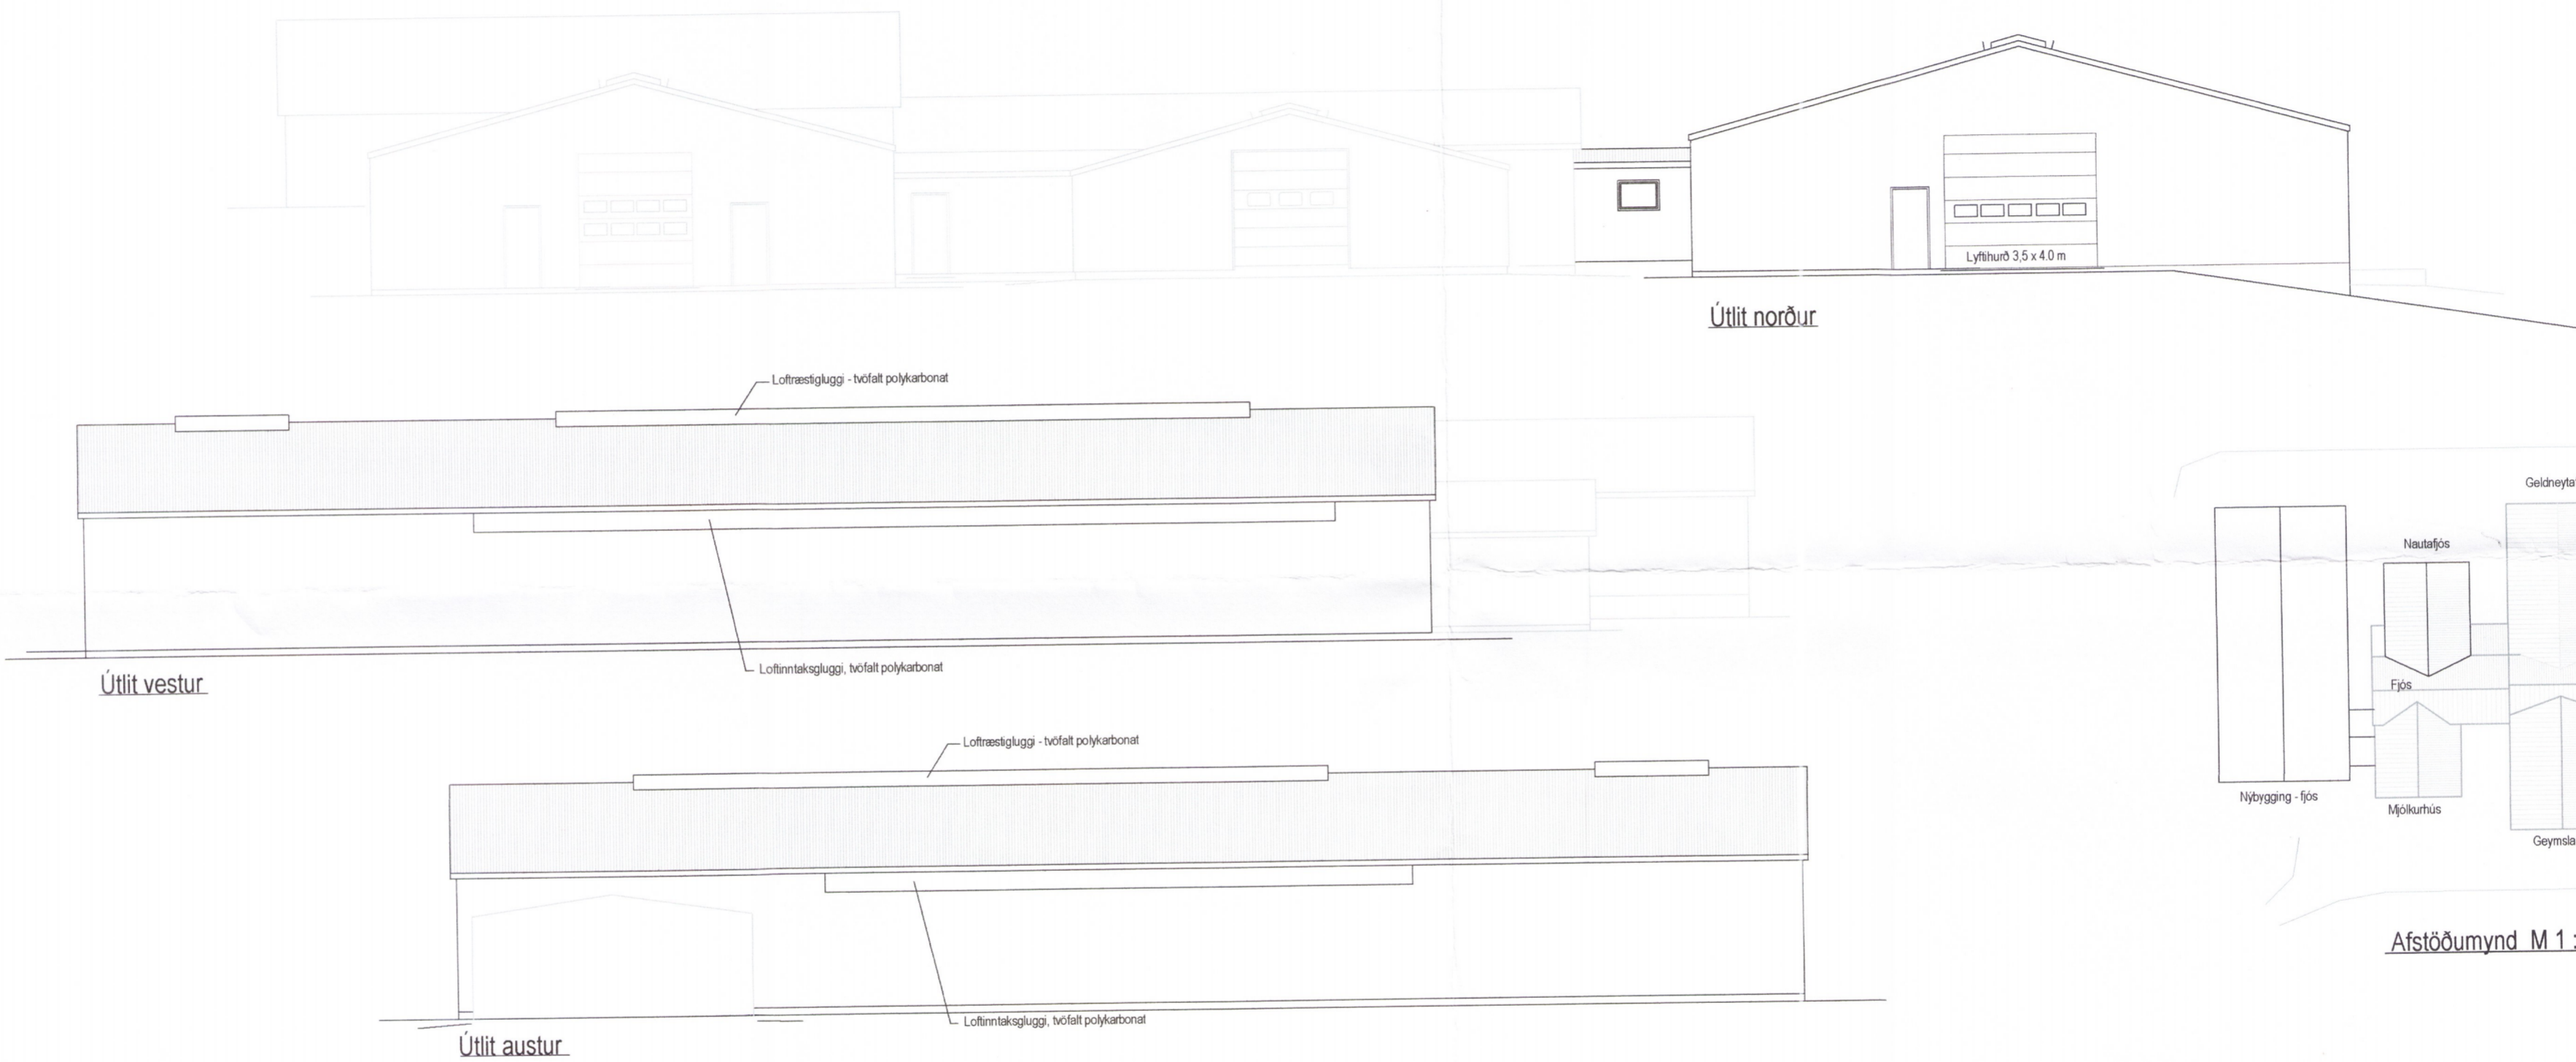 Lyftihurð 3,5 x 4.0 m
Útlit norður
Loftræstigluggi - tvöfalt polykarbonat
Loftinntaksgluggi, tvöfalt polykarbonat
Útlit vestur
Loftræstigluggi - tvöfalt polykarbonat
Loftinntaksgluggi, tvöfalt polykarbonat
Útlit austur
Geldneyta
Nautafjós
Fjós
Nýbygging - fjós
Mjólkurhús
Geymsla
Afstöðumynd M 1 :